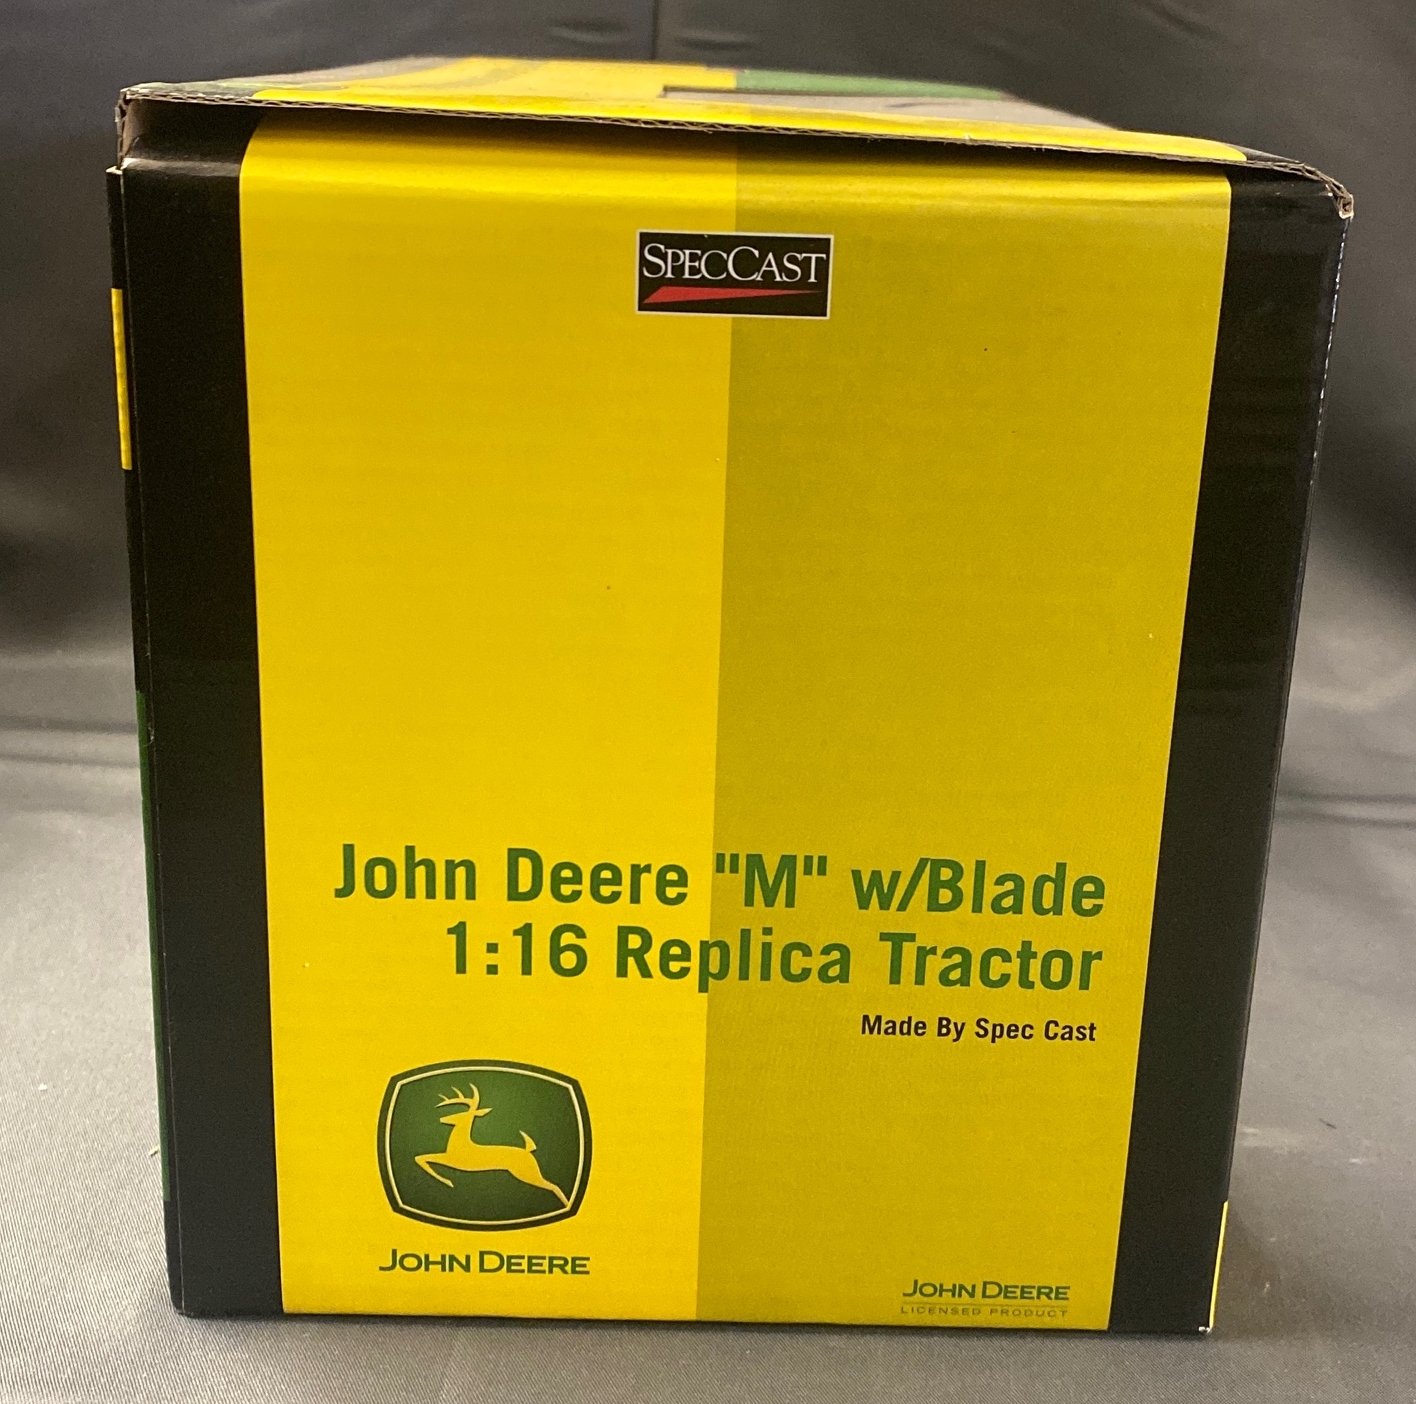 SPECCAST
John Deere "M" w/Blade
1:16 Replica Tractor
Made By Spec Cast
JOHN DEERE
JOHN DEERE
LICENSED PRODUCT